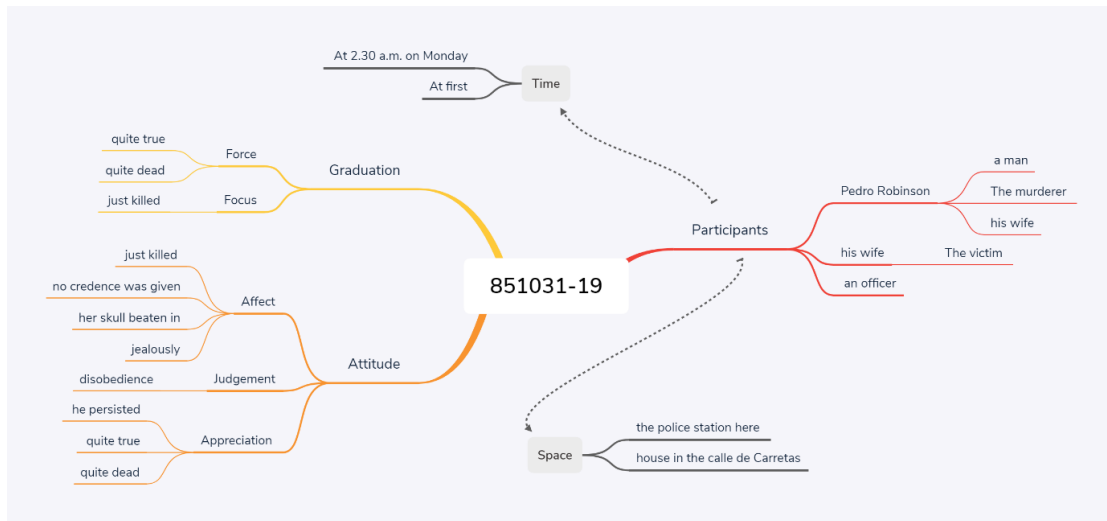 At 2.30 a.m. on Monday
At first
Time
quite true
quite dead
Force
just killed
Focus
Graduation
just killed
no credence was given
her skull beaten in
jealously
Affect
disobedience
Judgement
he persisted
quite true
quite dead
Appreciation
Attitude
851031-19
Participants
Pedro Robinson
a man
The murderer
his wife
his wife
The victim
an officer
Space
the police station here
house in the calle de Carretas